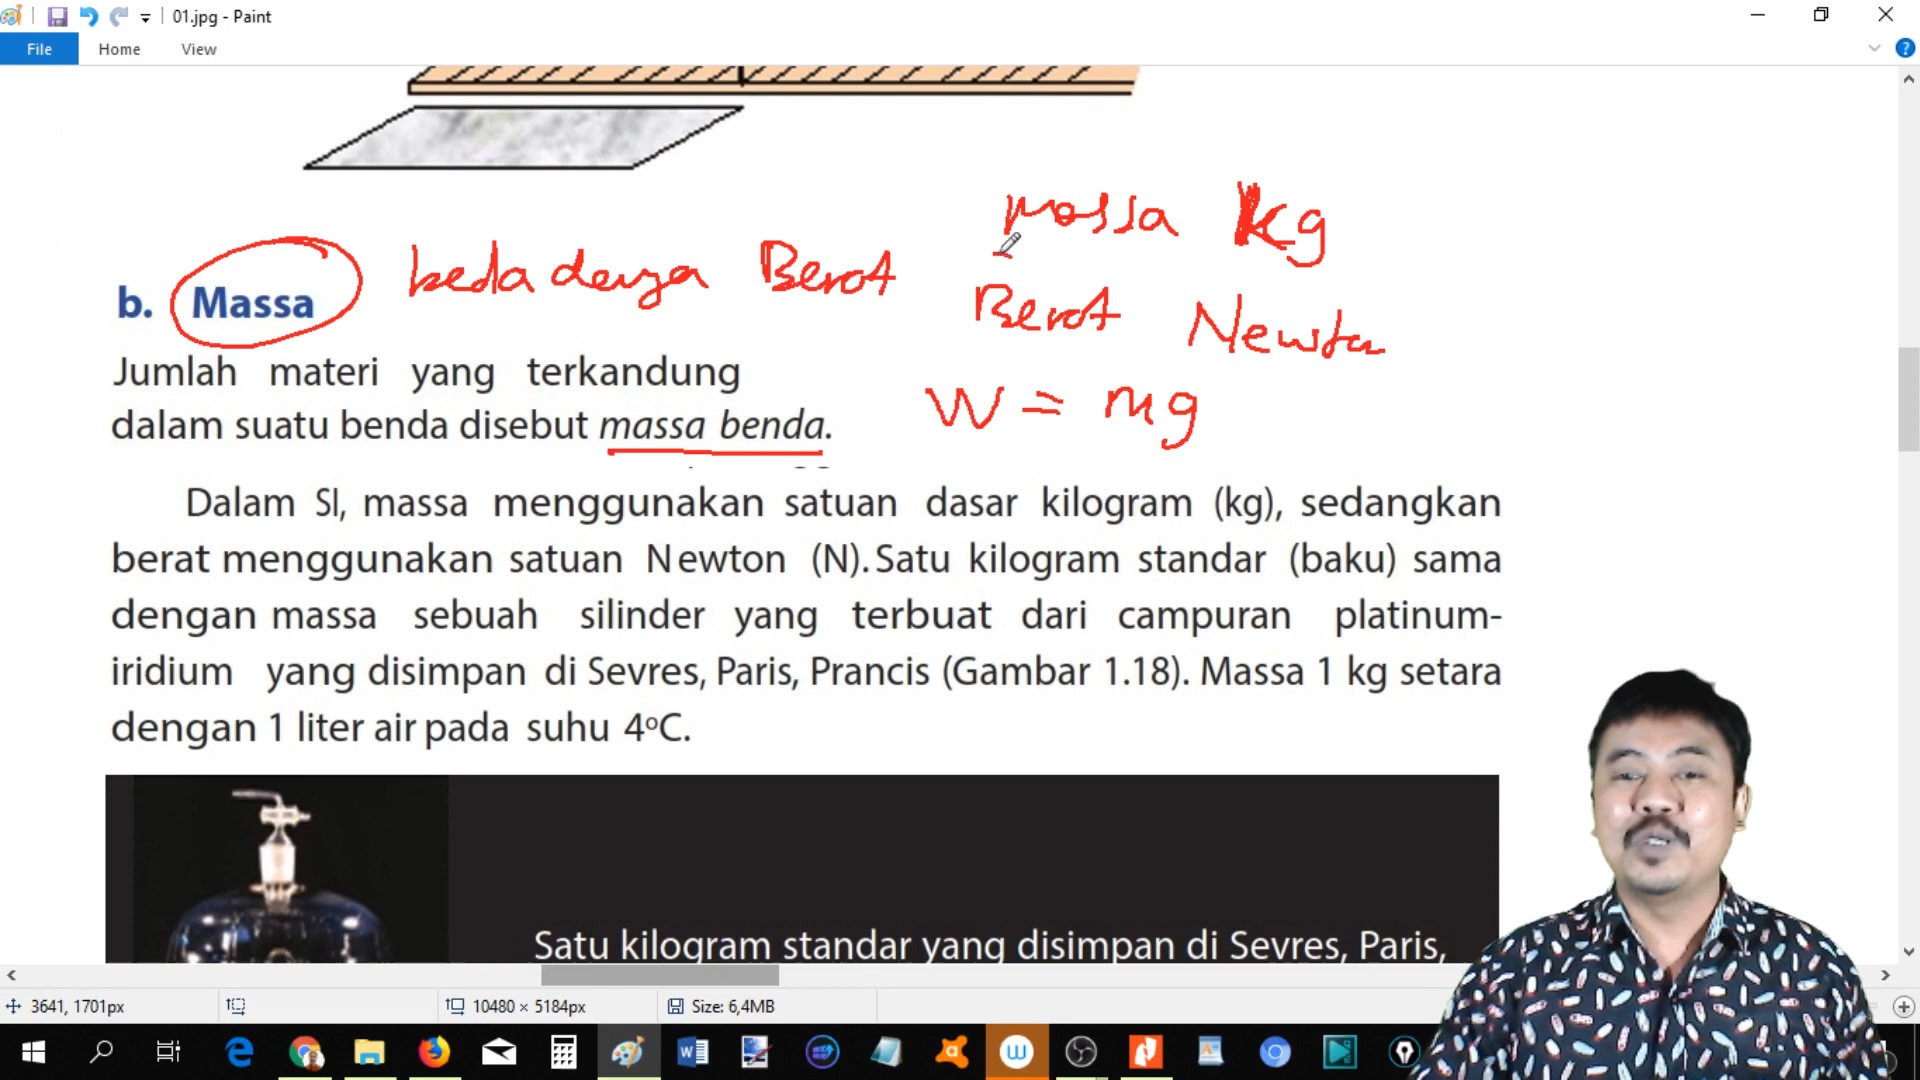 01.jpg - Paint
File Home View
massa kg
b. Massa beda dengan Berat
Berat Newton
Jumlah materi yang terkandung
dalam suatu benda disebut massa benda.
W = mg
Dalam SI, massa menggunakan satuan dasar kilogram (kg), sedangkan
berat menggunakan satuan Newton (N). Satu kilogram standar (baku) sama
dengan massa sebuah silinder yang terbuat dari campuran platinum-
iridium yang disimpan di Sevres, Paris, Prancis (Gambar 1.18). Massa 1 kg setara
dengan 1 liter air pada suhu 4°C.
Satu kilogram standar yang disimpan di Sevres, Paris,
3641, 1701px 10480 × 5184px Size: 6,4MB